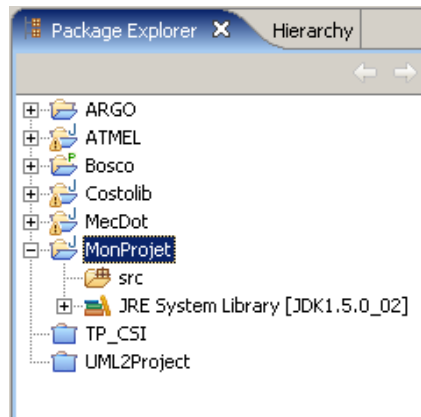 Package Explorer Hierarchy
ARGO
ATMEL
Bosco
Costolib
MecDot
MonProjet
src
JRE System Library [JDK1.5.0_02]
TP_CSI
UML2Project